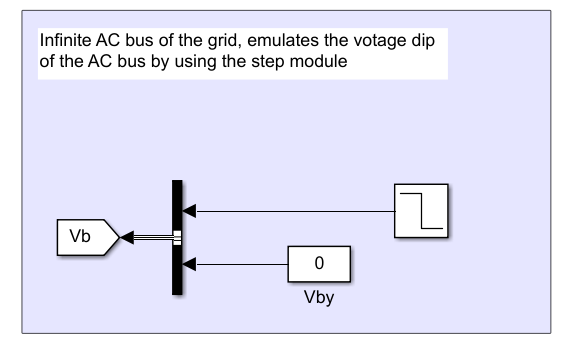 Infinite AC bus of the grid, emulates the votage dip
of the AC bus by using the step module
Vb
0
Vby